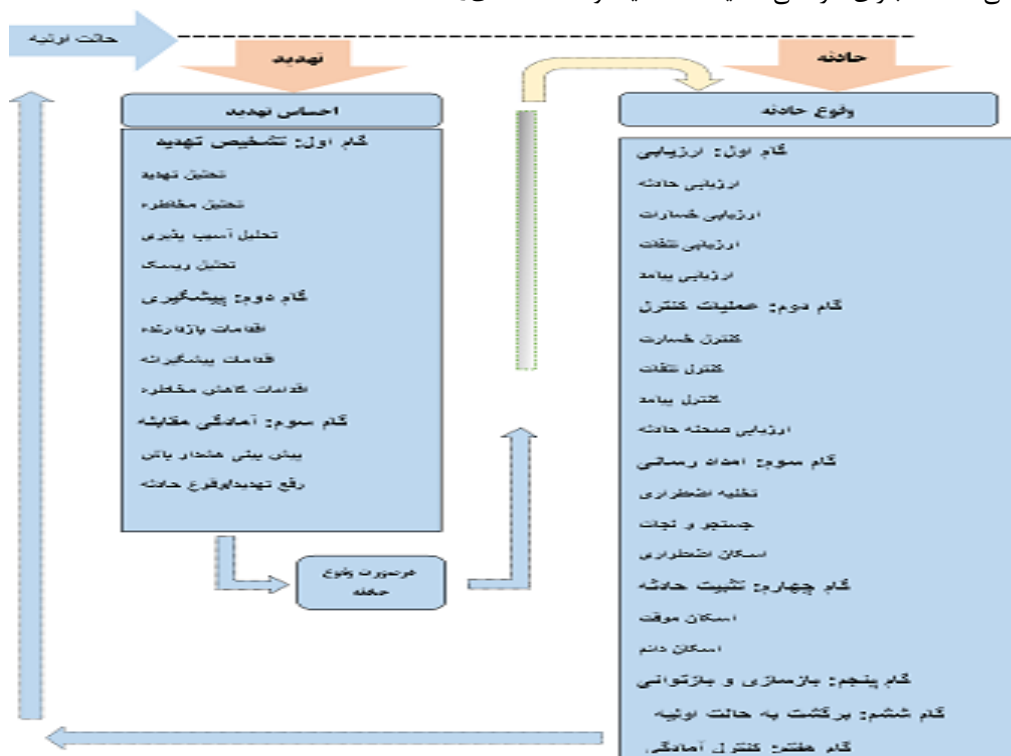 حالت اولیه
تهدید
حادثه
احساس تهدید
گام اول: تشخیص تهدید
تحلیل تهدید
تحلیل مخاطره
تحلیل آسیب پذیری
تحلیل ریسک
گام دوم: پیشگیری
اقدامات بازدارنده
اقدامات پیشگیرانه
اقدامات کاهش مخاطره
گام سوم: آمادگی مقابله
پیش بینی هشدار پایش
رفع تهدید/وقوع حادثه
درصورت وقوع
حادثه
وقوع حادثه
گام اول: ارزیابی
ارزیابی حادثه
ارزیابی خسارات
ارزیابی تلفات
ارزیابی پیامد
گام دوم: عملیات کنترل
کنترل خسارت
کنترل تلفات
کنترل پیامد
ارزیابی صحنه حادثه
گام سوم: امداد رسانی
تخلیه اضطراری
جستجو و نجات
اسکان اضطراری
گام چهارم: تثبیت حادثه
اسکان موقت
اسکان دائم
گام پنجم: بازسازی و بازتوانی
گام ششم: برگشت به حالت اولیه
گام هفتم: کنترل آمادگی